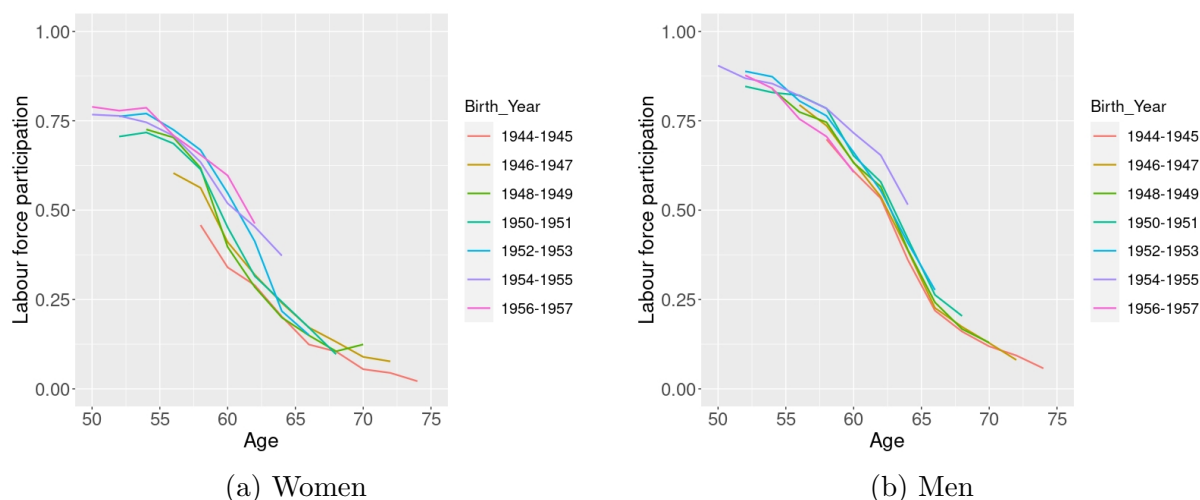 Labour force participation
1.00
0.75
0.50
0.25
0.00
50 55 60 65 70 75
Age
Birth_Year
1944-1945
1946-1947
1948-1949
1950-1951
1952-1953
1954-1955
1956-1957
(a) Women
Labour force participation
1.00
0.75
0.50
0.25
0.00
50 55 60 65 70 75
Age
Birth_Year
1944-1945
1946-1947
1948-1949
1950-1951
1952-1953
1954-1955
1956-1957
(b) Men